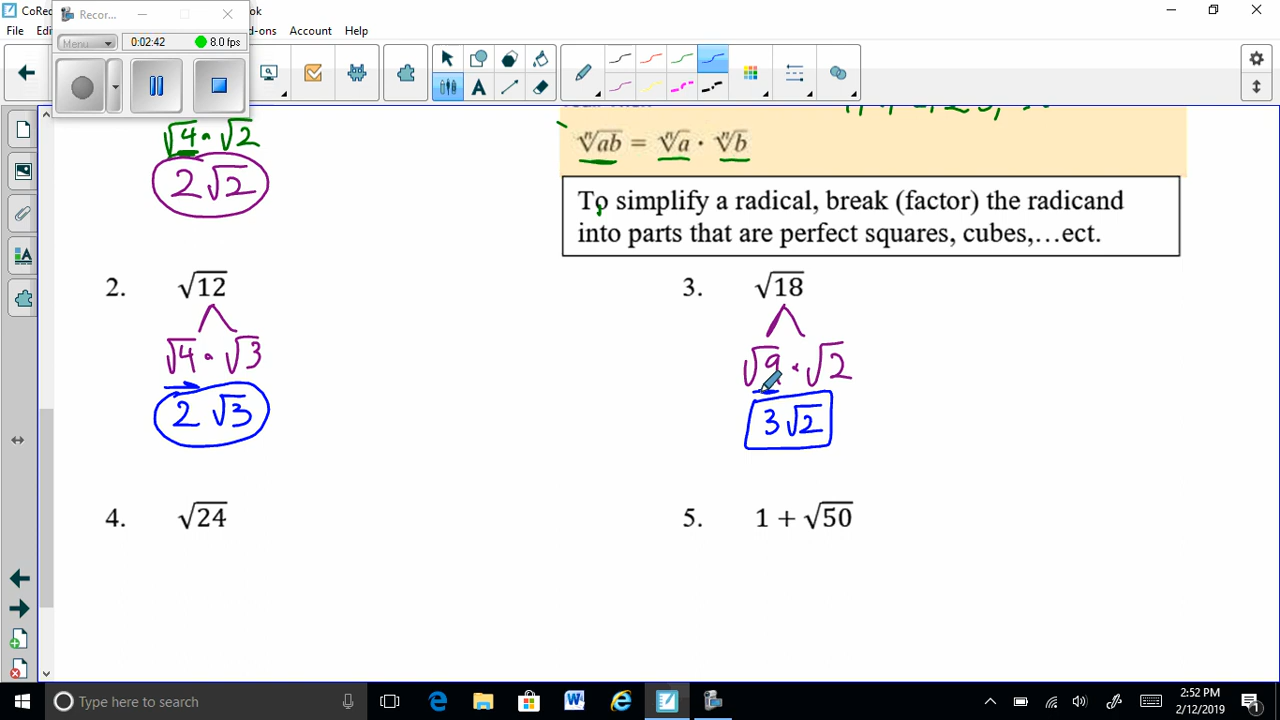 CoRe
Recor...
File
Ed
d-ons
Account
Help
Menu
0:02:42
8.0 fps
√4 · √2
2√2
ⁿ√ab = ⁿ√a · ⁿ√b
To simplify a radical, break (factor) the radicand
into parts that are perfect squares, cubes,…ect.
2. √12
√4 · √3
2√3
3. √18
√9 · √2
3√2
4. √24
5. 1 + √50
Type here to search
2:52 PM
2/12/2019
1